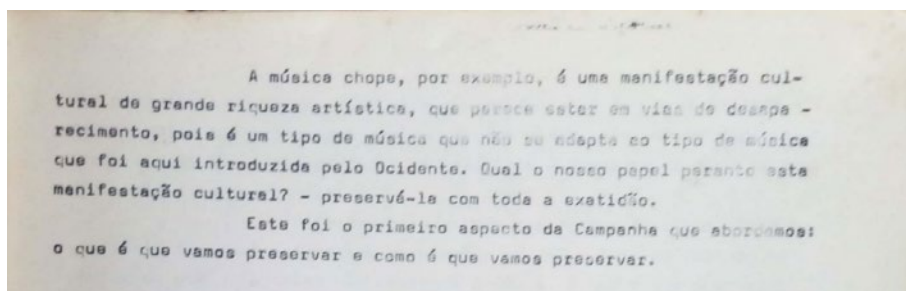 A música chope, por exemplo, é uma manifestação cul-
tural de grande riqueza artística, que parece estar em vias de desapa -
recimento, pois é um tipo de música que não se adapta ao tipo de música
que foi aqui introduzida pelo Ocidente. Qual o nosso papel perante esta
manifestação cultural? - preservá-la com toda a exatidão.
Este foi o primeiro aspecto da Campanha que abordamos:
o que é que vamos preservar e como é que vamos preservar.